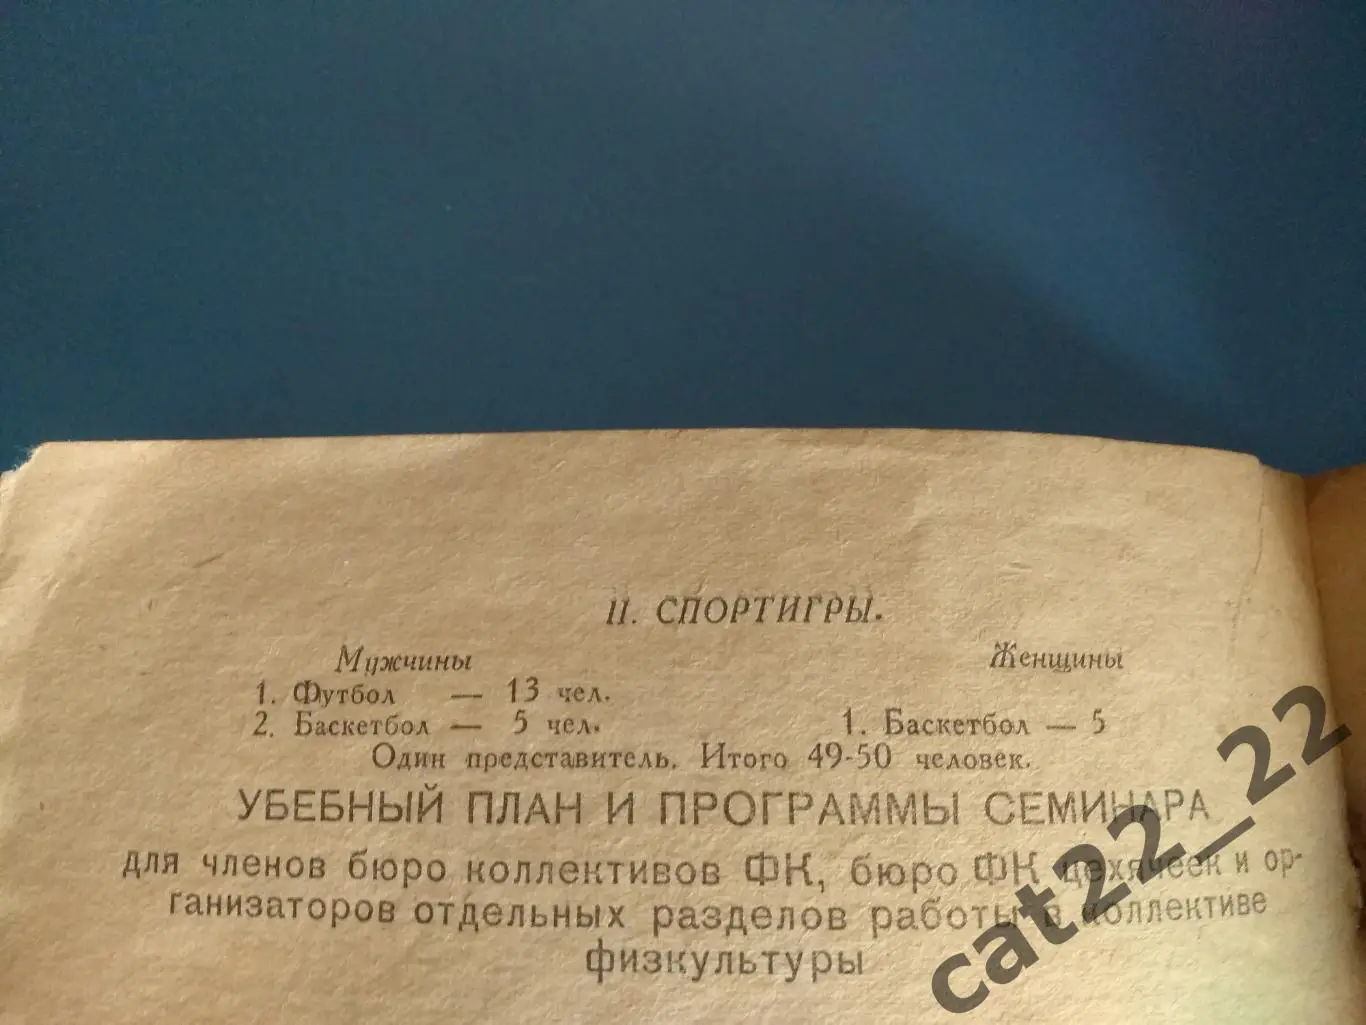 II. СПОРТИГРЫ.
Мужчины Женщины
1. Футбол — 13 чел.
2. Баскетбол — 5 чел. 1. Баскетбол — 5
Один представитель. Итого 49-50 человек.
УБЕБНЫЙ ПЛАН И ПРОГРАММЫ СЕМИНАРА
для членов бюро коллективов ФК, бюро ФК цехячеек и ор-
ганизаторов отдельных разделов работы в коллективе
физкультуры
cat22_22